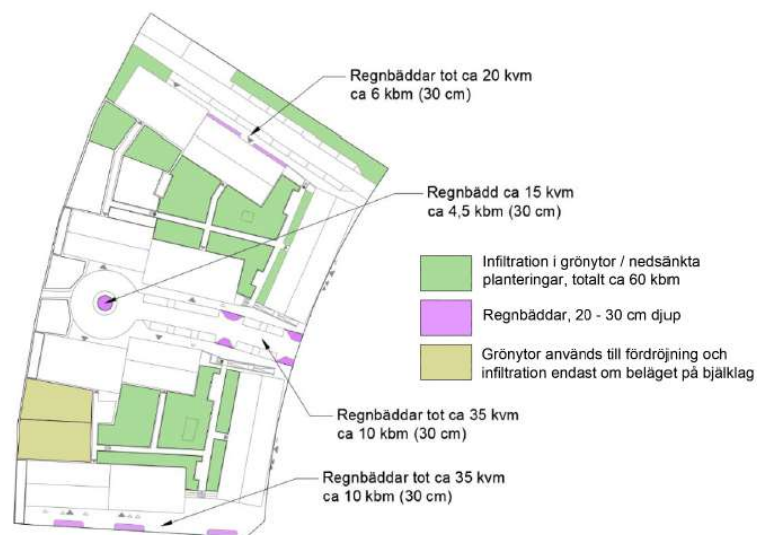 Regnbäddar tot ca 20 kvm
ca 6 kbm (30 cm)
Regnbädd ca 15 kvm
ca 4,5 kbm (30 cm)
Infiltration i grönytor / nedsänkta
planteringar, totalt ca 60 kbm
Regnbäddar, 20 - 30 cm djup
Grönytor används till fördröjning och
infiltration endast om beläget på bjälklag
Regnbäddar tot ca 35 kvm
ca 10 kbm (30 cm)
Regnbäddar tot ca 35 kvm
ca 10 kbm (30 cm)